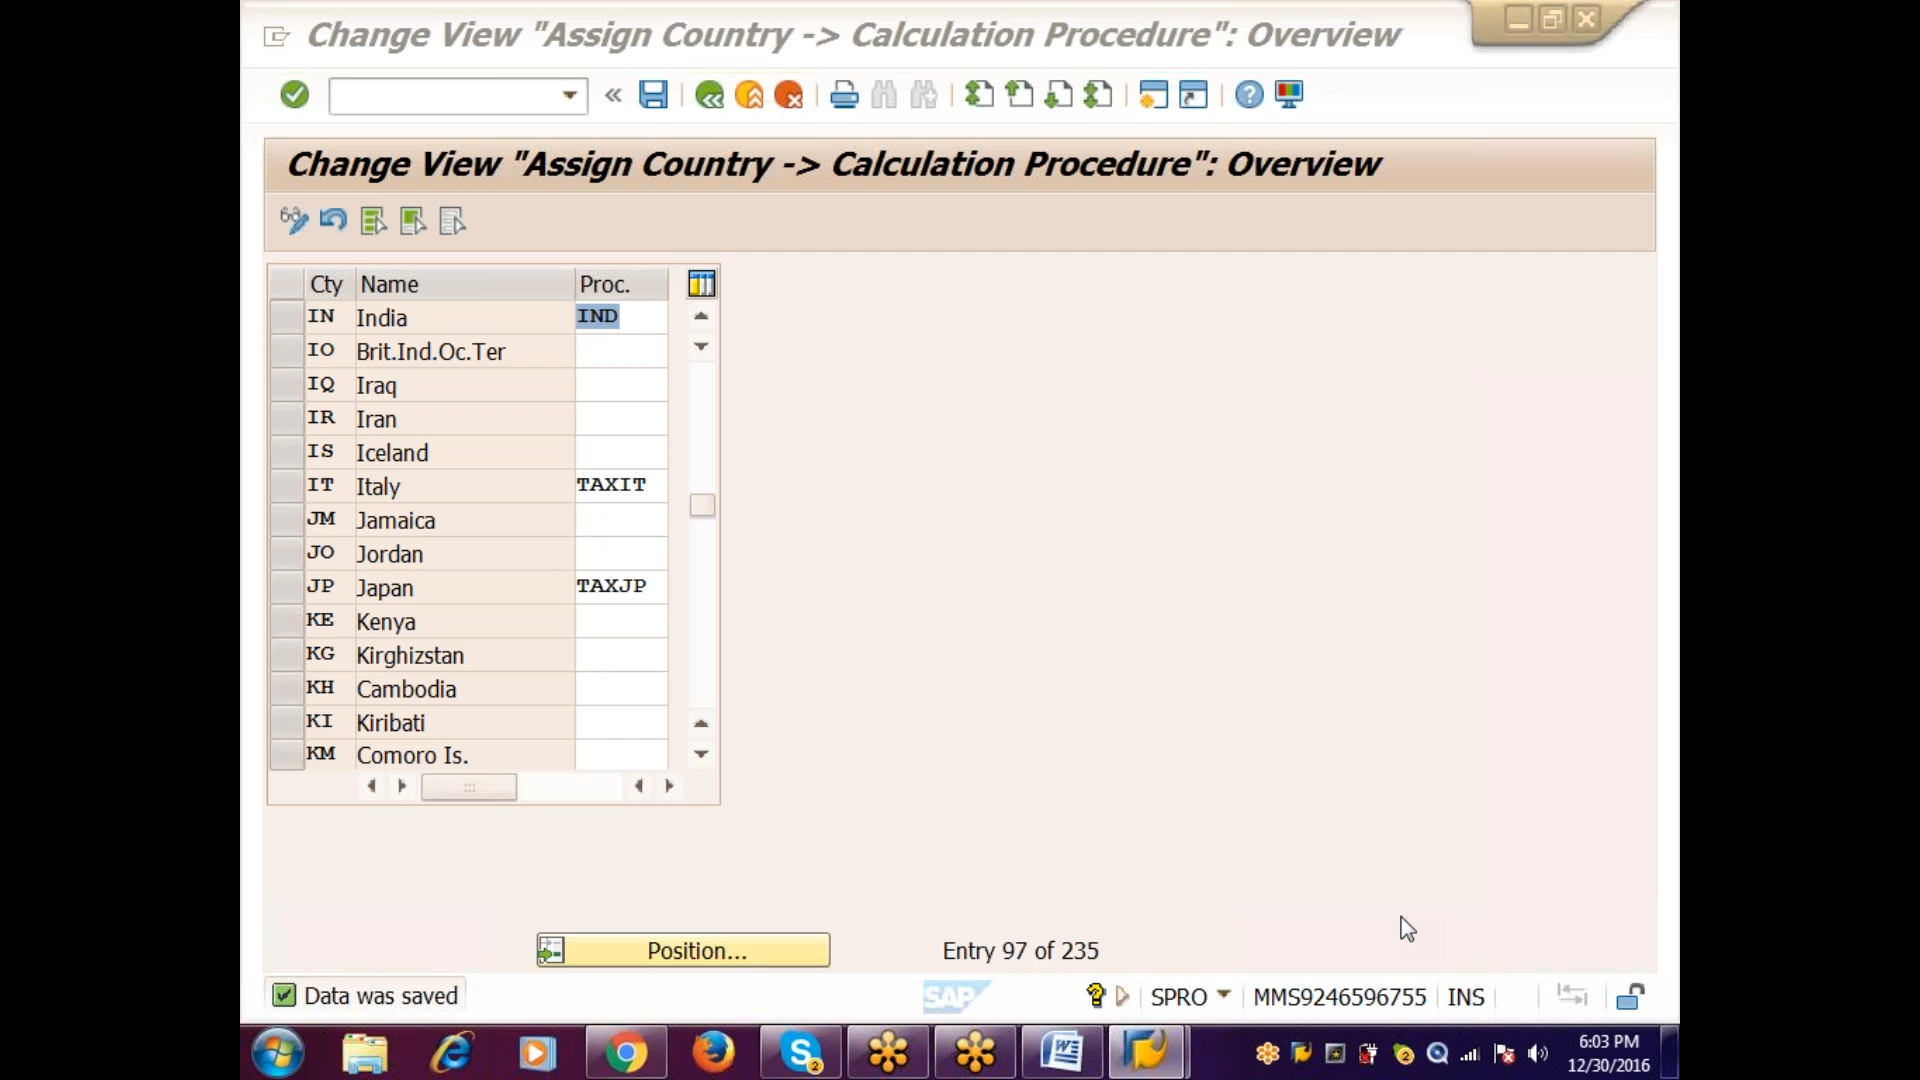 Change View "Assign Country -> Calculation Procedure": Overview
«
Change View "Assign Country -> Calculation Procedure": Overview
Cty Name Proc.
IN India IND
IO Brit.Ind.Oc.Ter
IQ Iraq
IR Iran
IS Iceland
IT Italy TAXIT
JM Jamaica
JO Jordan
JP Japan TAXJP
KE Kenya
KG Kirghizstan
KH Cambodia
KI Kiribati
KM Comoro Is.
Position... Entry 97 of 235
Data was saved SAP SPRO MMS9246596755 INS
6:03 PM
12/30/2016